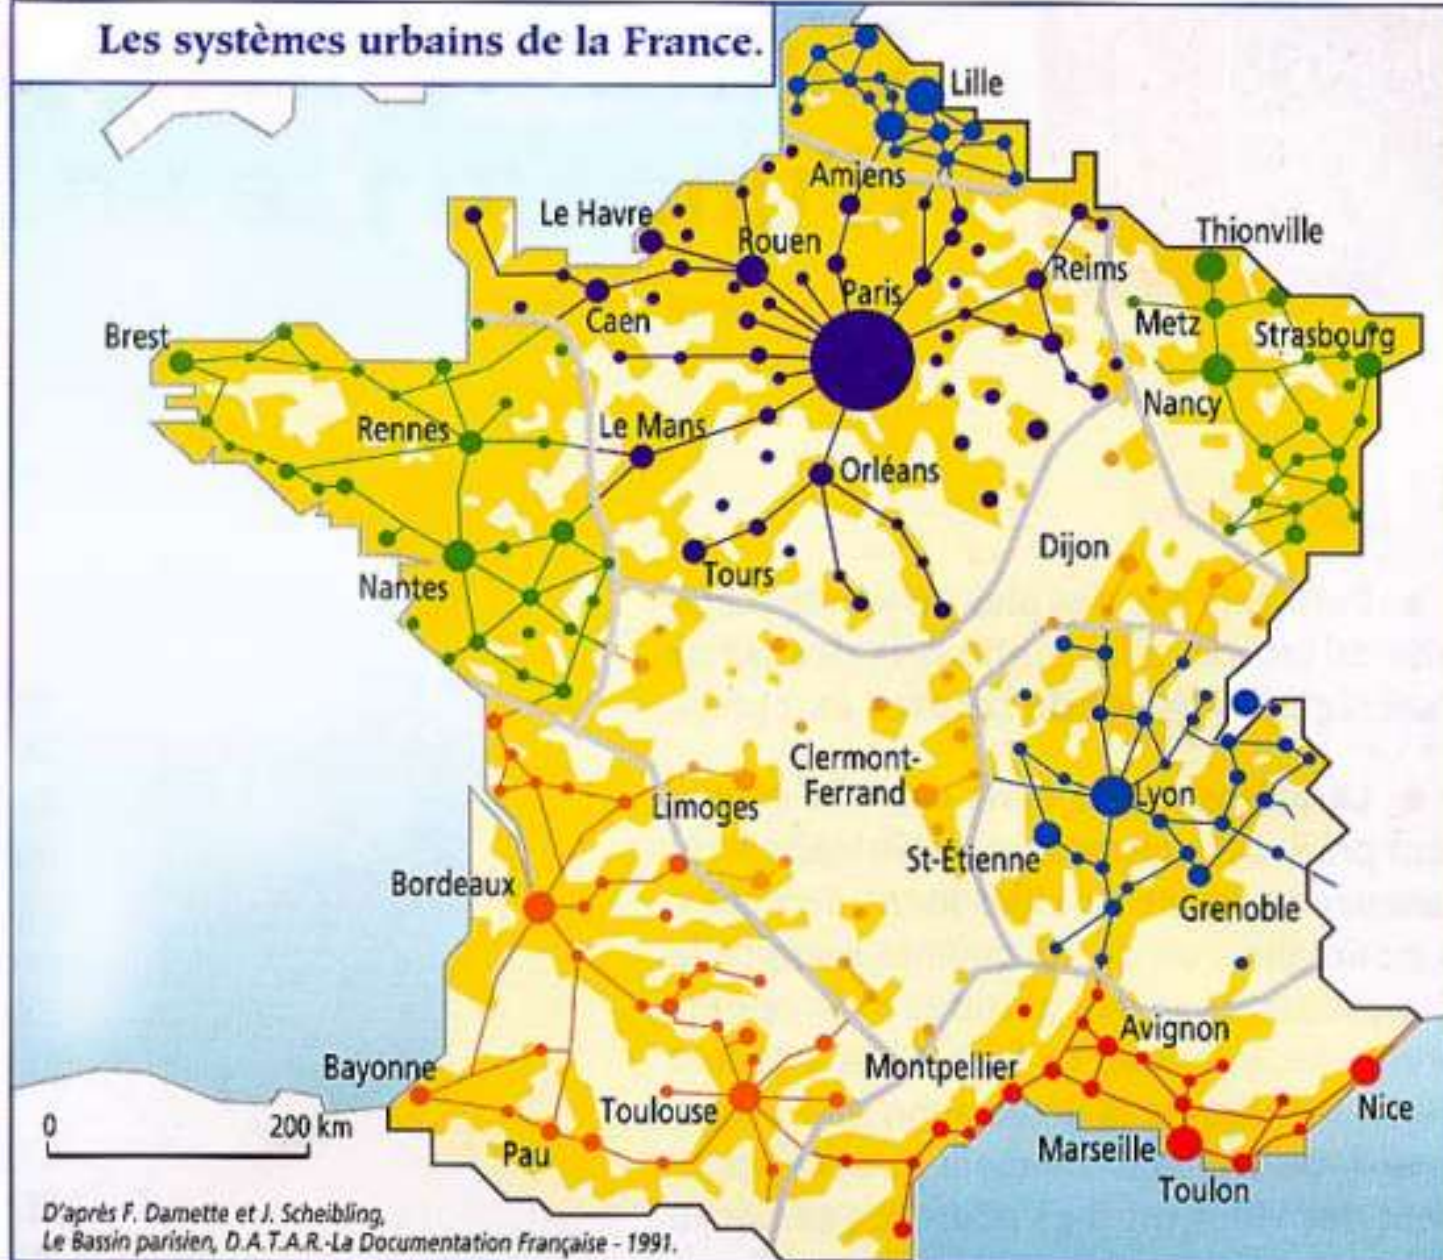 Les systèmes urbains de la France.
Lille
Amiens
Le Havre
Rouen
Thionville
Reims
Paris
Caen
Metz
Strasbourg
Brest
Nancy
Rennes
Le Mans
Orléans
Dijon
Tours
Nantes
Clermont-
Ferrand
Limoges
Lyon
St-Étienne
Bordeaux
Grenoble
Avignon
Bayonne
Montpellier
Toulouse
Nice
0 200 km
Marseille
Pau
Toulon
D'après F. Damette et J. Scheibling,
Le Bassin parisien, D.A.T.A.R.-La Documentation Française - 1991.